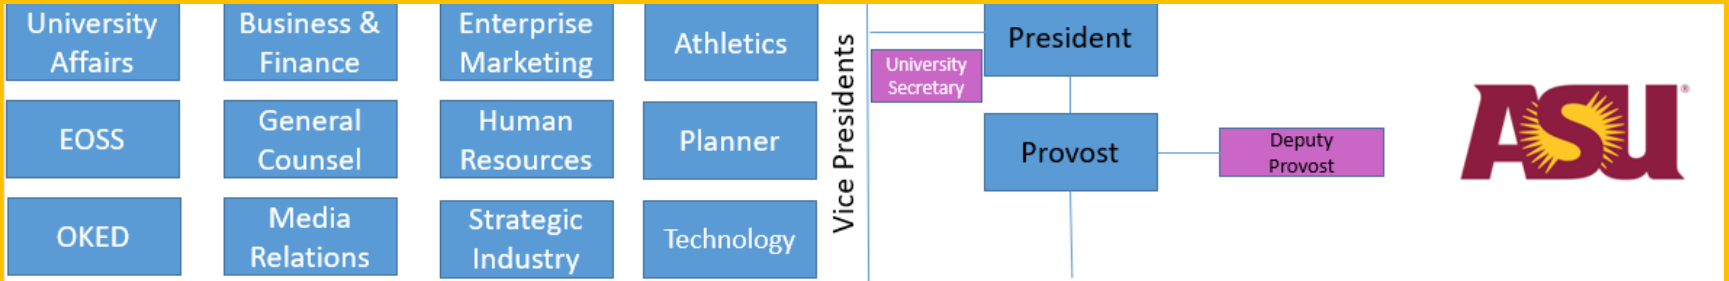 University
Affairs
Business &
Finance
Enterprise
Marketing
Athletics
EOSS
General
Counsel
Human
Resources
Planner
OKED
Media
Relations
Strategic
Industry
Technology
Vice Presidents
President
University
Secretary
Provost
Deputy
Provost
ASU
®